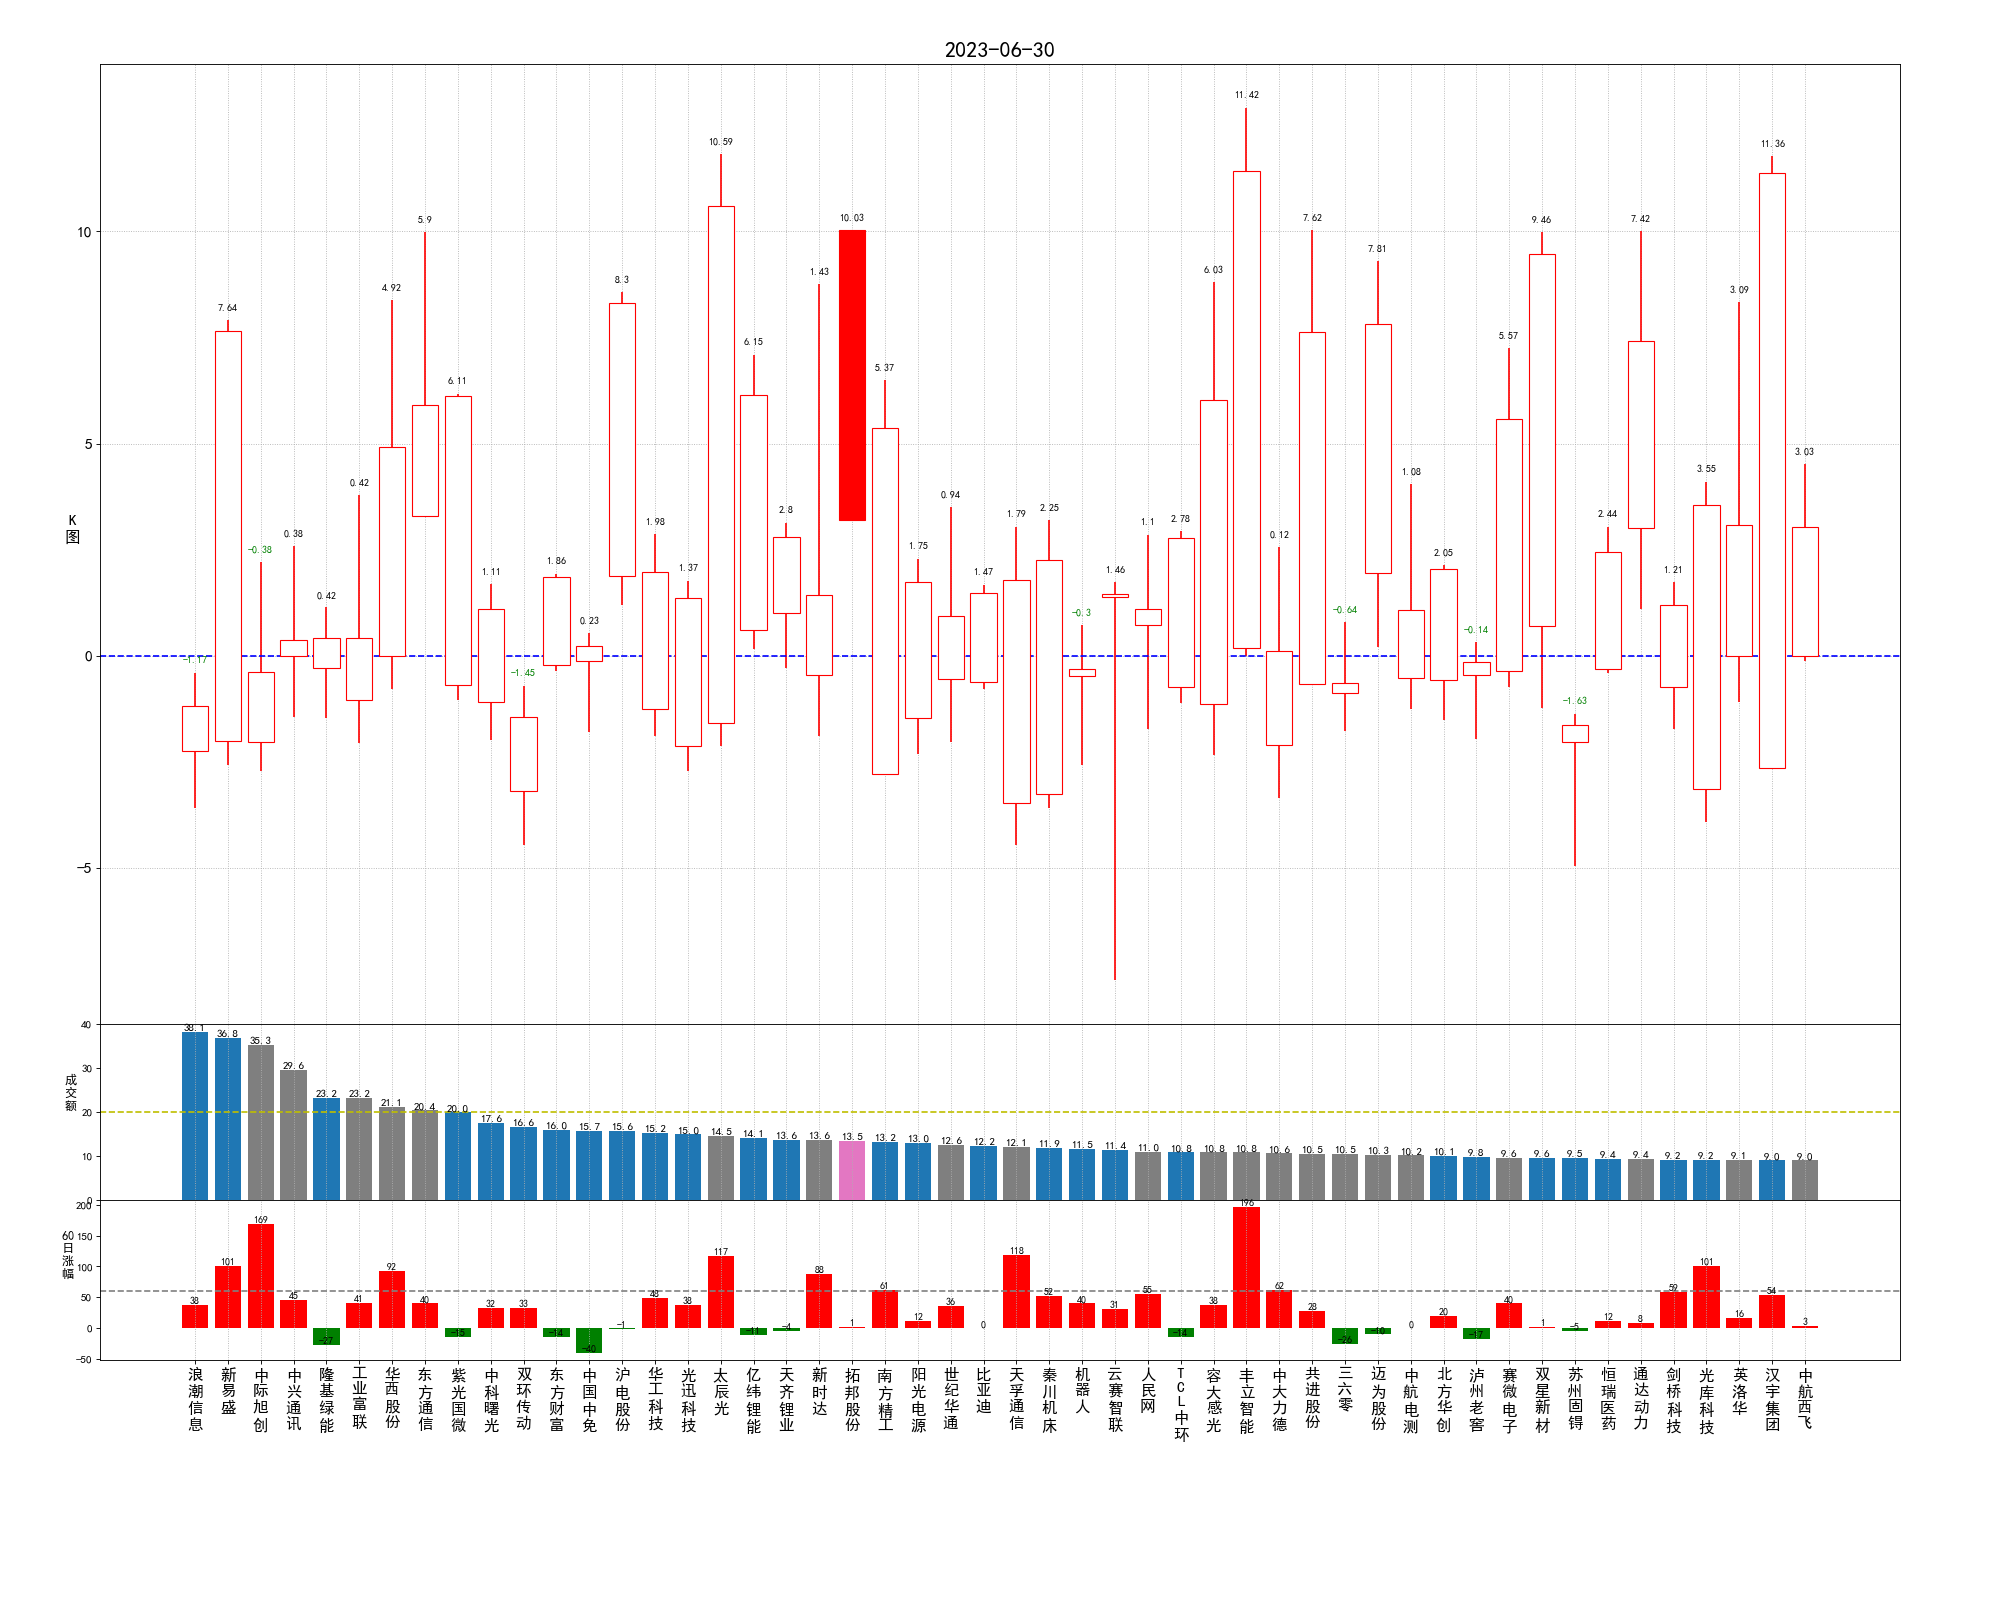 2023-06-30
11.42
10.59
11.36
10.03
5.9
7.62
9.46
7.42
7.64
4.92
8.3
1.43
6.03
7.81
3.09
6.11
6.15
5.37
5.57
0.42
0.94
1.08
3.55
3.03
-0.38
0.38
1.98
2.8
1.79
2.25
1.1
2.78
0.12
2.44
0.42
1.11
1.86
1.37
1.75
1.47
1.46
2.05
1.21
-1.17
-1.45
0.23
-0.3
-0.64
-0.14
-1.63
10
5
0
-5
K
图
40
30
20
10
0
成
交
额
38.1 36.8 35.3 29.6 23.2 23.2 21.1 20.4 20.0 17.6 16.6 16.0 15.7 15.6 15.2 15.0 14.5 14.1 13.6 13.6 13.5 13.2 13.0 12.6 12.2 12.1 11.9 11.5 11.4 11.0 10.8 10.8 10.8 10.6 10.5 10.5 10.3 10.2 10.1 9.8 9.6 9.6 9.5 9.4 9.4 9.2 9.2 9.1 9.0 9.0
200
150
100
50
0
-50
60
日
涨
幅
38 101 169 45 -27 41 92 40 -15 32 33 -14 -40 -1 48 38 117 -11 -4 88 1 61 12 36 0 118 52 40 31 55 -14 38 196 62 28 -26 -10 0 20 -17 40 1 -5 12 8 59 101 16 54 3
浪潮信息
新易盛
中际旭创
中兴通讯
隆基绿能
工业富联
华西股份
东方通信
紫光国微
中科曙光
双环传动
东方财富
中国中免
沪电股份
华工科技
光迅科技
太辰光
亿纬锂能
天齐锂业
新时达
拓邦股份
南方精工
阳光电源
世纪华通
比亚迪
天孚通信
秦川机床
机器人
云赛智联
人民网
TCL中环
容大感光
丰立智能
中大力德
共进股份
三六零
迈为股份
中航电测
北方华创
泸州老窖
赛微电子
双星新材
苏州固锝
恒瑞医药
通达动力
剑桥科技
光库科技
英洛华
汉宇集团
中航西飞